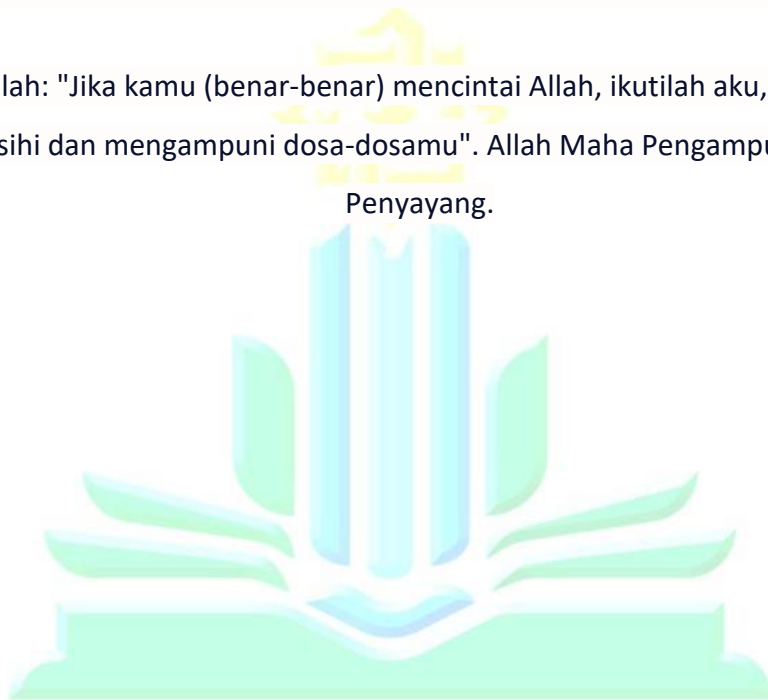 lah: "Jika kamu (benar-benar) mencintai Allah, ikutilah aku,
sihi dan mengampuni dosa-dosamu". Allah Maha Pengampu
Penyayang.